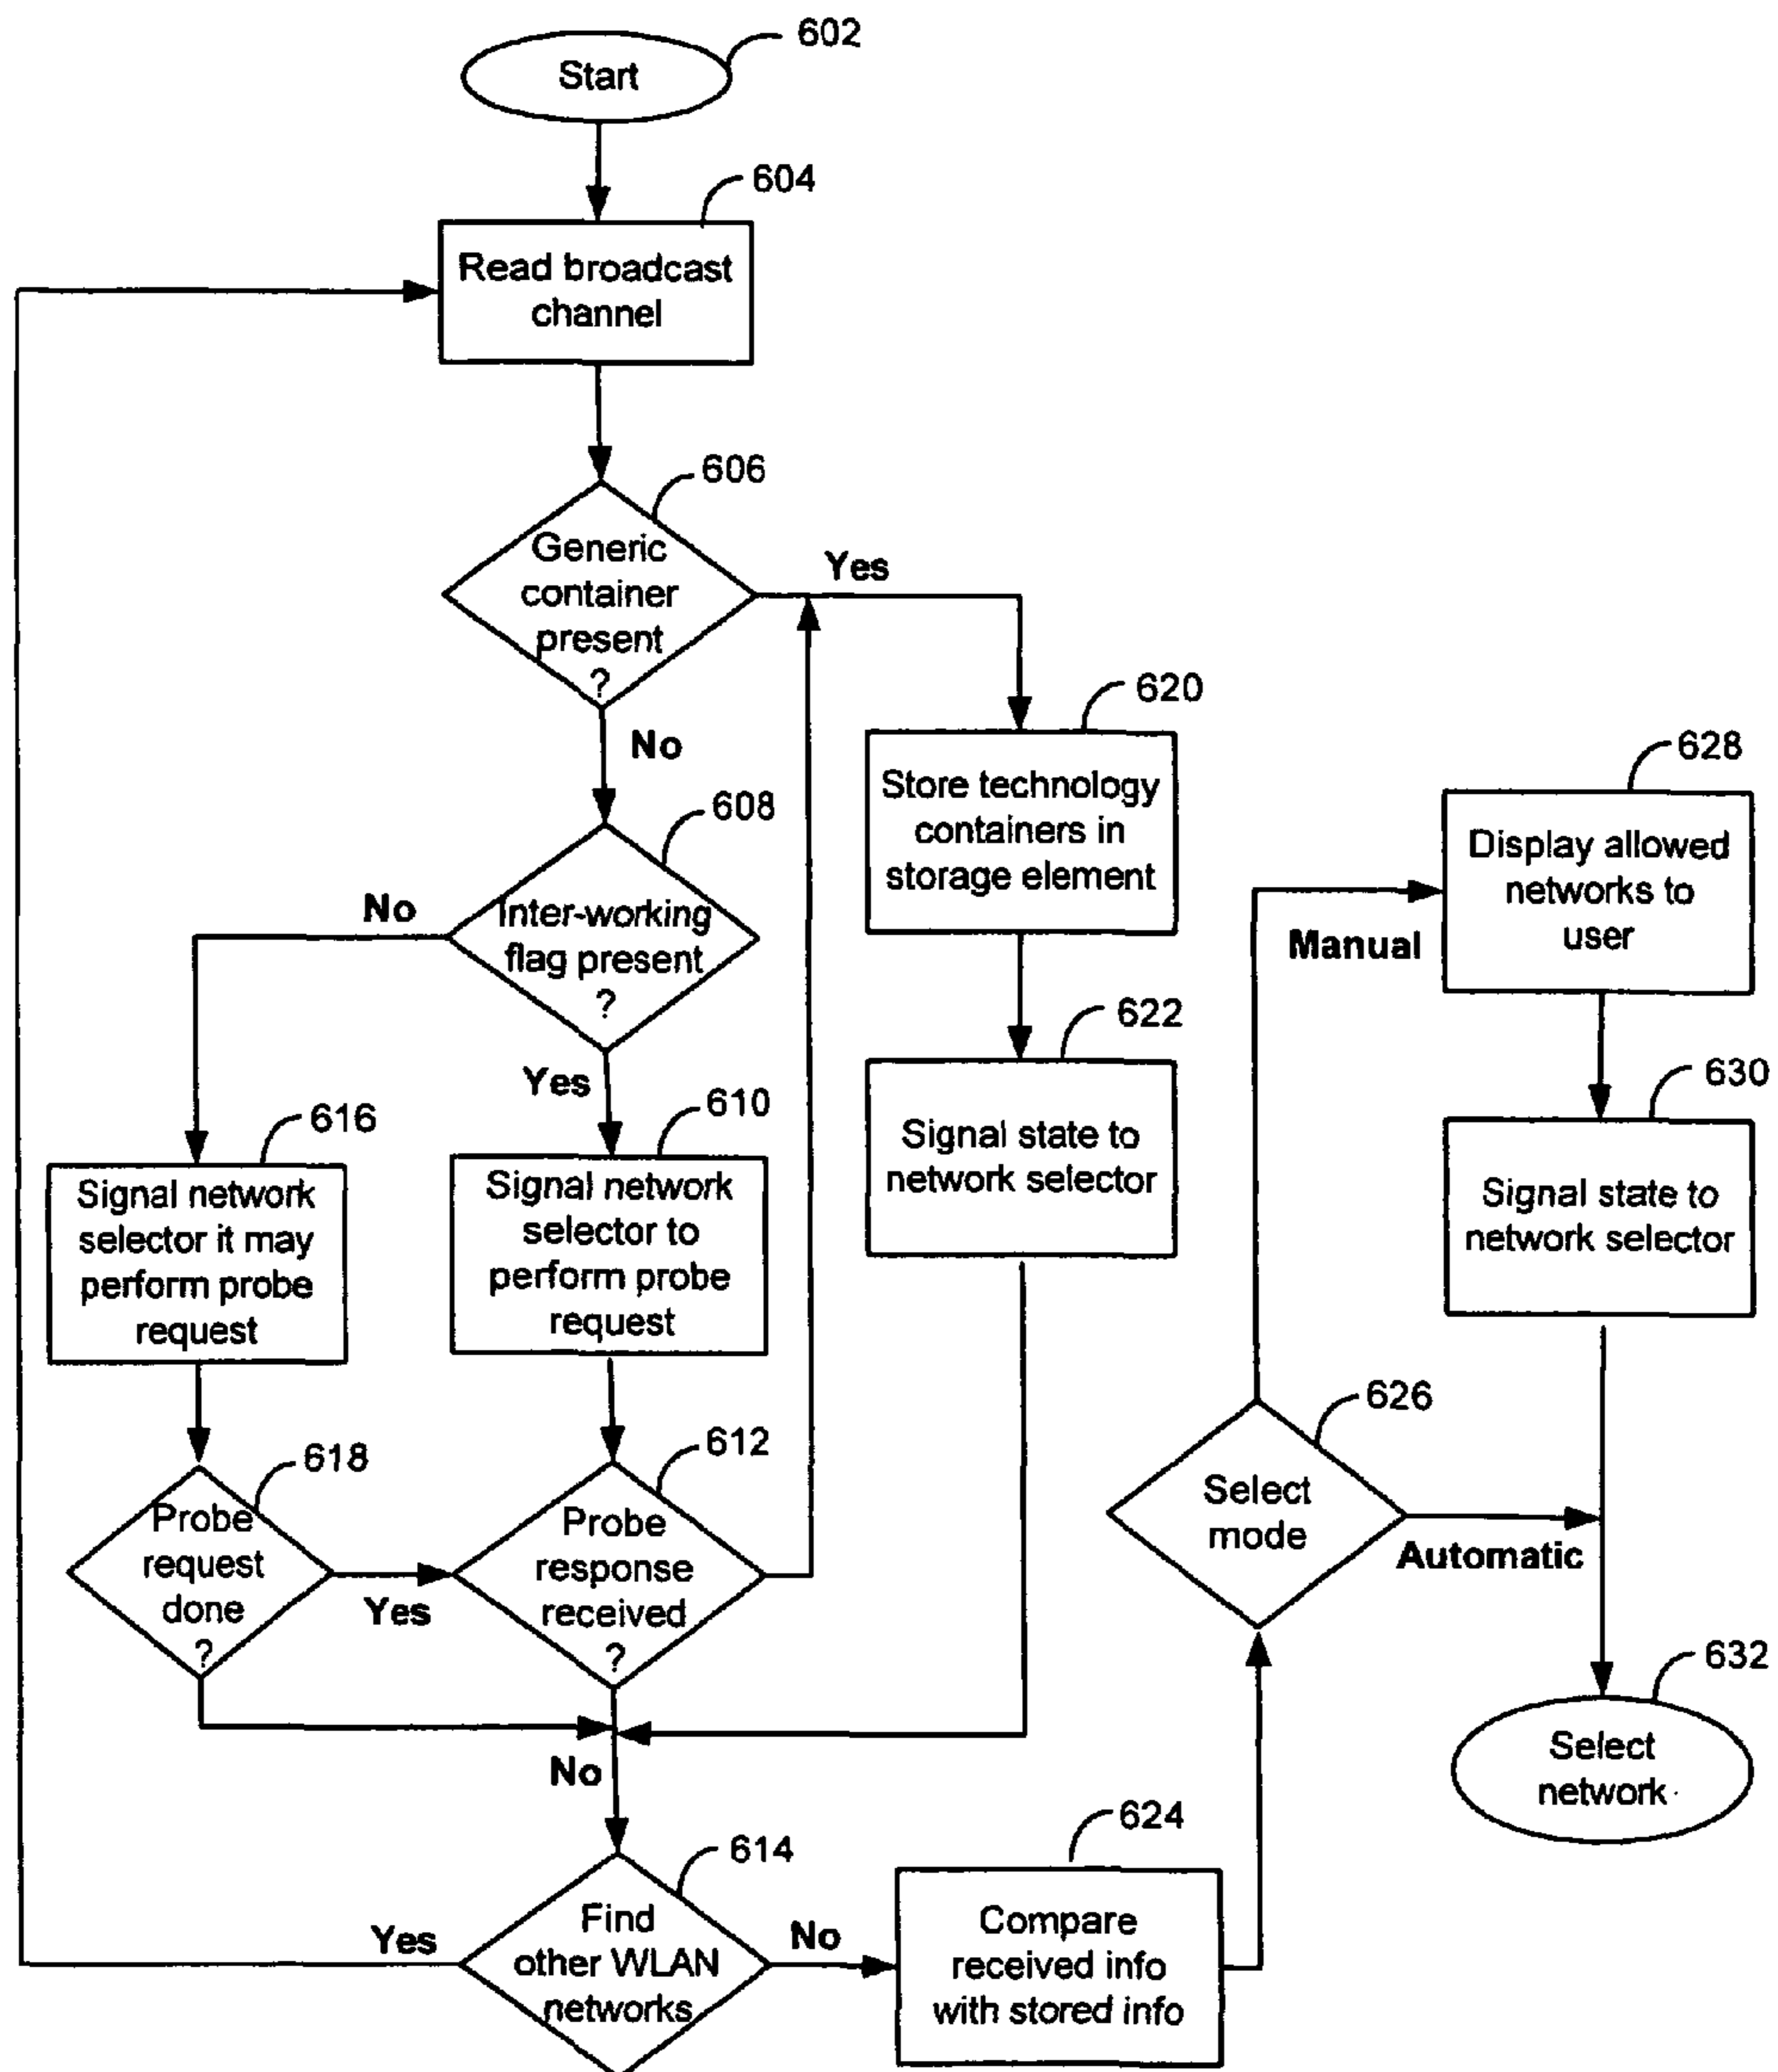 602
Start
604
Read broadcast
channel
606
Generic
container
present
?
Yes
No
620
Store technology
containers in
storage element
628
Display allowed
networks to
user
608
Inter-working
flag present
?
No
Yes
Manual
622
Signal state to
network selector
630
Signal state to
network selector
616
Signal network
selector it may
perform probe
request
610
Signal network
selector to
perform probe
request
626
Select
mode
Automatic
618
Probe
request
done
?
Yes
612
Probe
response
received
?
No
632
Select
network
614
Find
other WLAN
networks
Yes
No
624
Compare
received info
with stored info